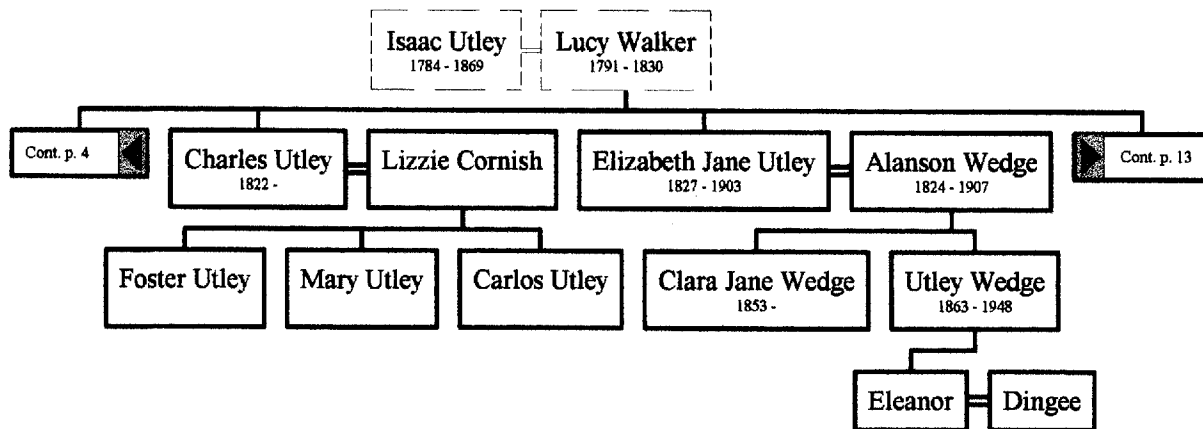 Isaac Utley
1784 - 1869
Lucy Walker
1791 - 1830
Cont. p. 4
Charles Utley
1822 -
Lizzie Cornish
Elizabeth Jane Utley
1827 - 1903
Alanson Wedge
1824 - 1907
Cont. p. 13
Foster Utley
Mary Utley
Carlos Utley
Clara Jane Wedge
1853 -
Utley Wedge
1863 - 1948
Eleanor
Dingee